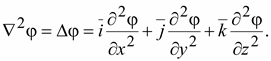 ∇²φ = Δφ = i̅ ∂²φ/∂x² + j̅ ∂²φ/∂y² + k̅ ∂²φ/∂z².